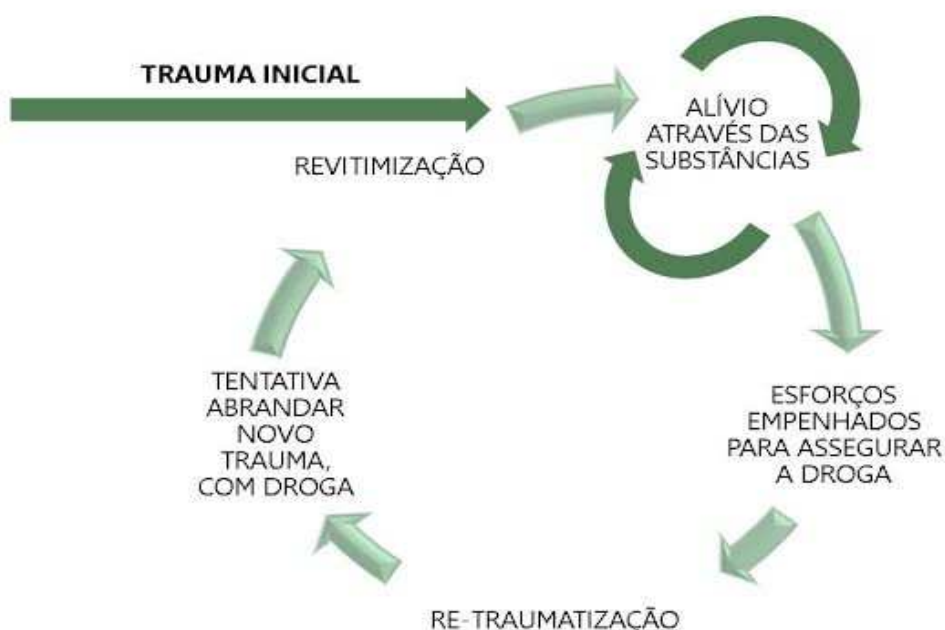 TRAUMA INICIAL
REVITIMIZAÇÃO
ALÍVIO
ATRAVÉS DAS
SUBSTÂNCIAS
ESFORÇOS
EMPENHADOS
PARA ASSEGURAR
A DROGA
RE-TRAUMATIZAÇÃO
TENTATIVA
ABRANDAR
NOVO
TRAUMA,
COM DROGA